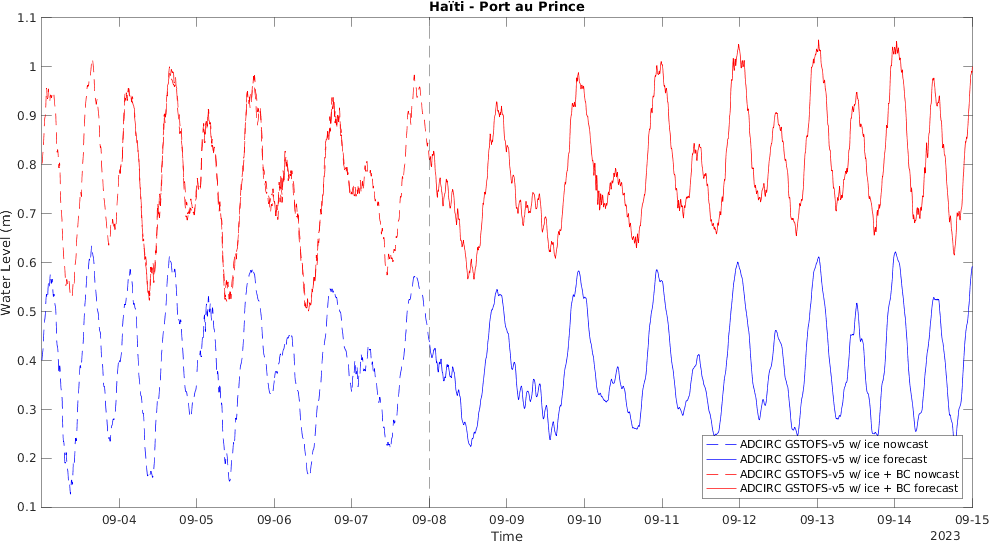 Haïti - Port au Prince
Water Level (m)
1.1
1
0.9
0.8
0.7
0.6
0.5
0.4
0.3
0.2
0.1
ADCIRC GSTOFS-v5 w/ ice nowcast
ADCIRC GSTOFS-v5 w/ ice forecast
ADCIRC GSTOFS-v5 w/ ice + BC nowcast
ADCIRC GSTOFS-v5 w/ ice + BC forecast
09-04 09-05 09-06 09-07 09-08 09-09 09-10 09-11 09-12 09-13 09-14 09-15
Time
2023